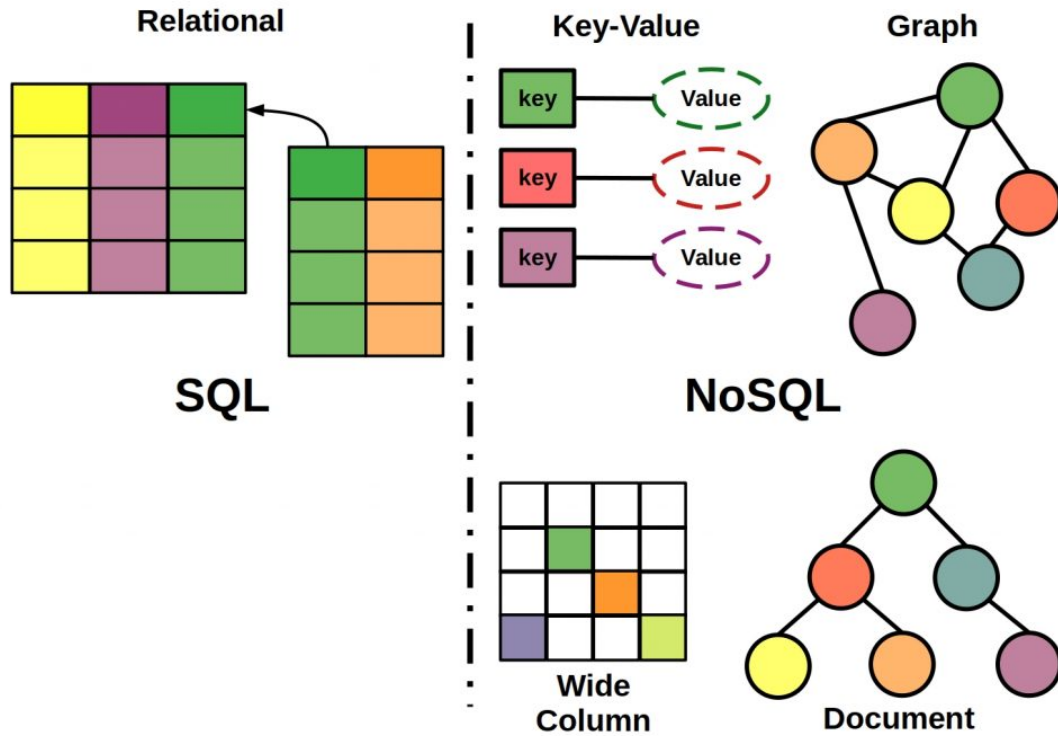 Relational
Key-Value
Graph
key
Value
key
Value
key
Value
SQL
NoSQL
Wide
Column
Document